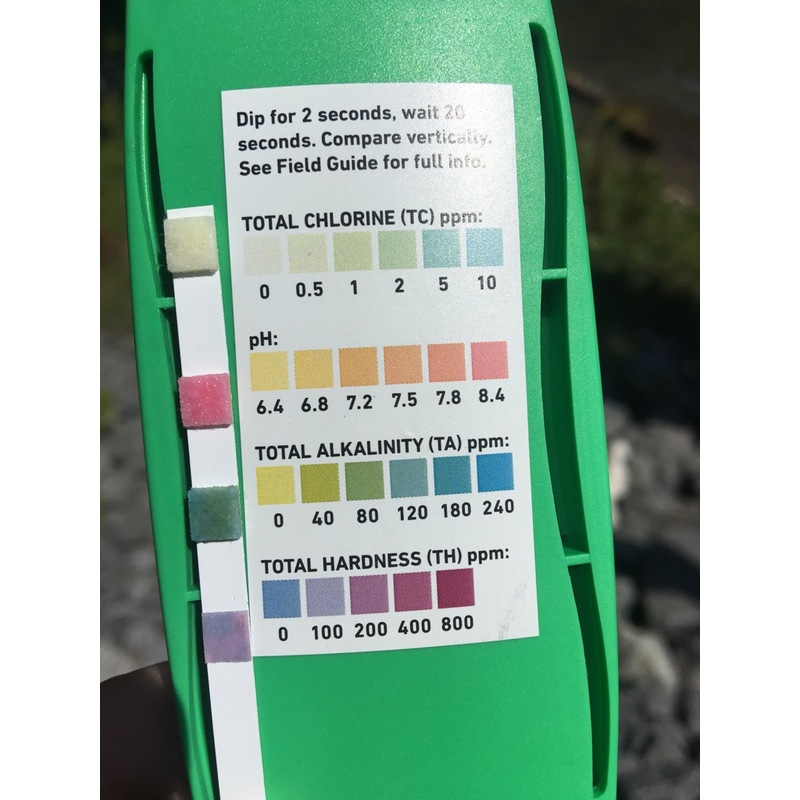 Dip for 2 seconds, wait 20
seconds. Compare vertically.
See Field Guide for full info.
TOTAL CHLORINE (TC) ppm:
0 0.5 1 2 5 10
pH:
6.4 6.8 7.2 7.5 7.8 8.4
TOTAL ALKALINITY (TA) ppm:
0 40 80 120 180 240
TOTAL HARDNESS (TH) ppm:
0 100 200 400 800